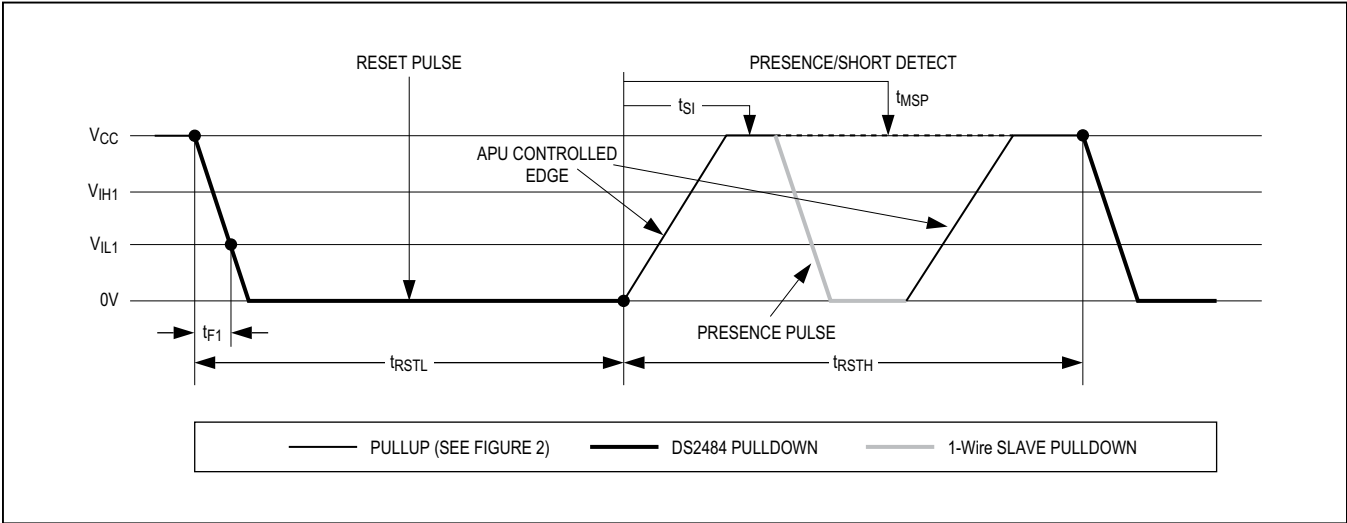 RESET PULSE
PRESENCE/SHORT DETECT
tSI
tMSP
VCC
APU CONTROLLED
EDGE
VIH1
VIL1
0V
tF1
PRESENCE PULSE
tRSTL
tRSTH
PULLUP (SEE FIGURE 2)
DS2484 PULLDOWN
1-Wire SLAVE PULLDOWN